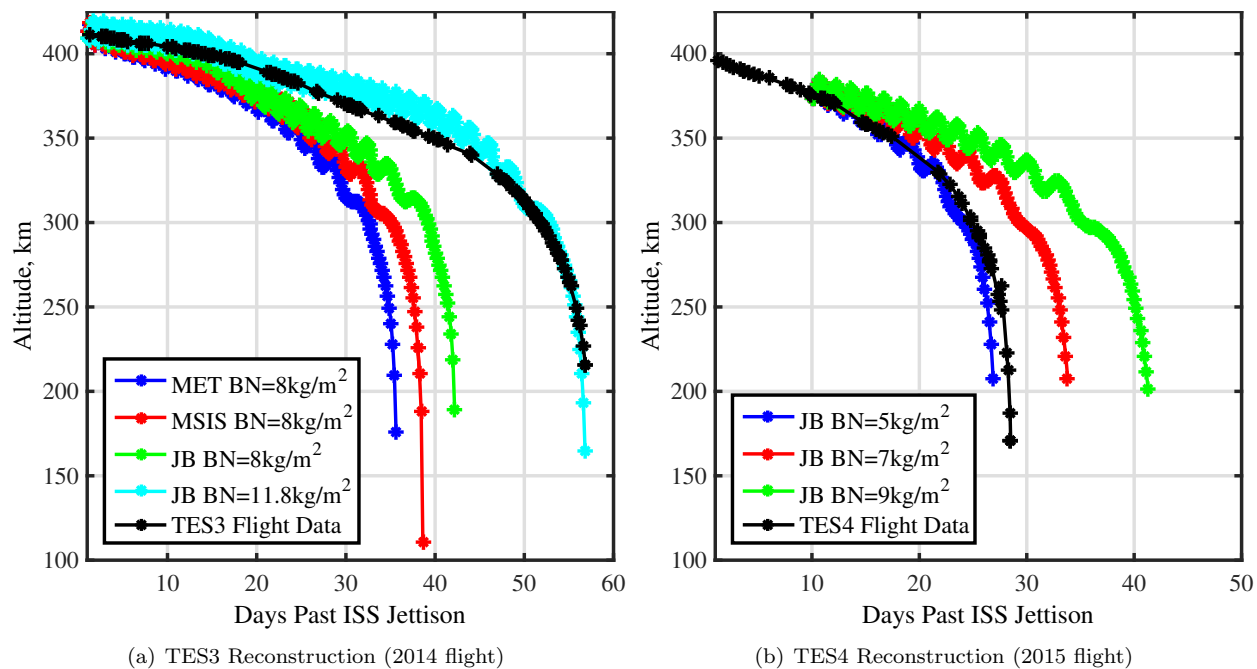 400
350
300
250
200
150
100
Altitude, km
10
20
30
40
50
60
Days Past ISS Jettison
MET BN=8kg/m²
MSIS BN=8kg/m²
JB BN=8kg/m²
JB BN=11.8kg/m²
TES3 Flight Data
(a) TES3 Reconstruction (2014 flight)
400
350
300
250
200
150
100
Altitude, km
10
20
30
40
50
Days Past ISS Jettison
JB BN=5kg/m²
JB BN=7kg/m²
JB BN=9kg/m²
TES4 Flight Data
(b) TES4 Reconstruction (2015 flight)